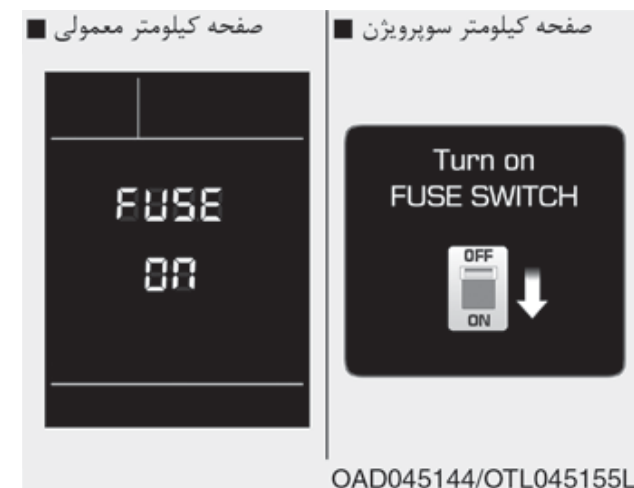 ■ صفحه کیلومتر سوپرویژن
Turn on
FUSE SWITCH
OFF
ON
■ صفحه کیلومتر معمولی
FUSE
On
OAD045144/OTL045155L